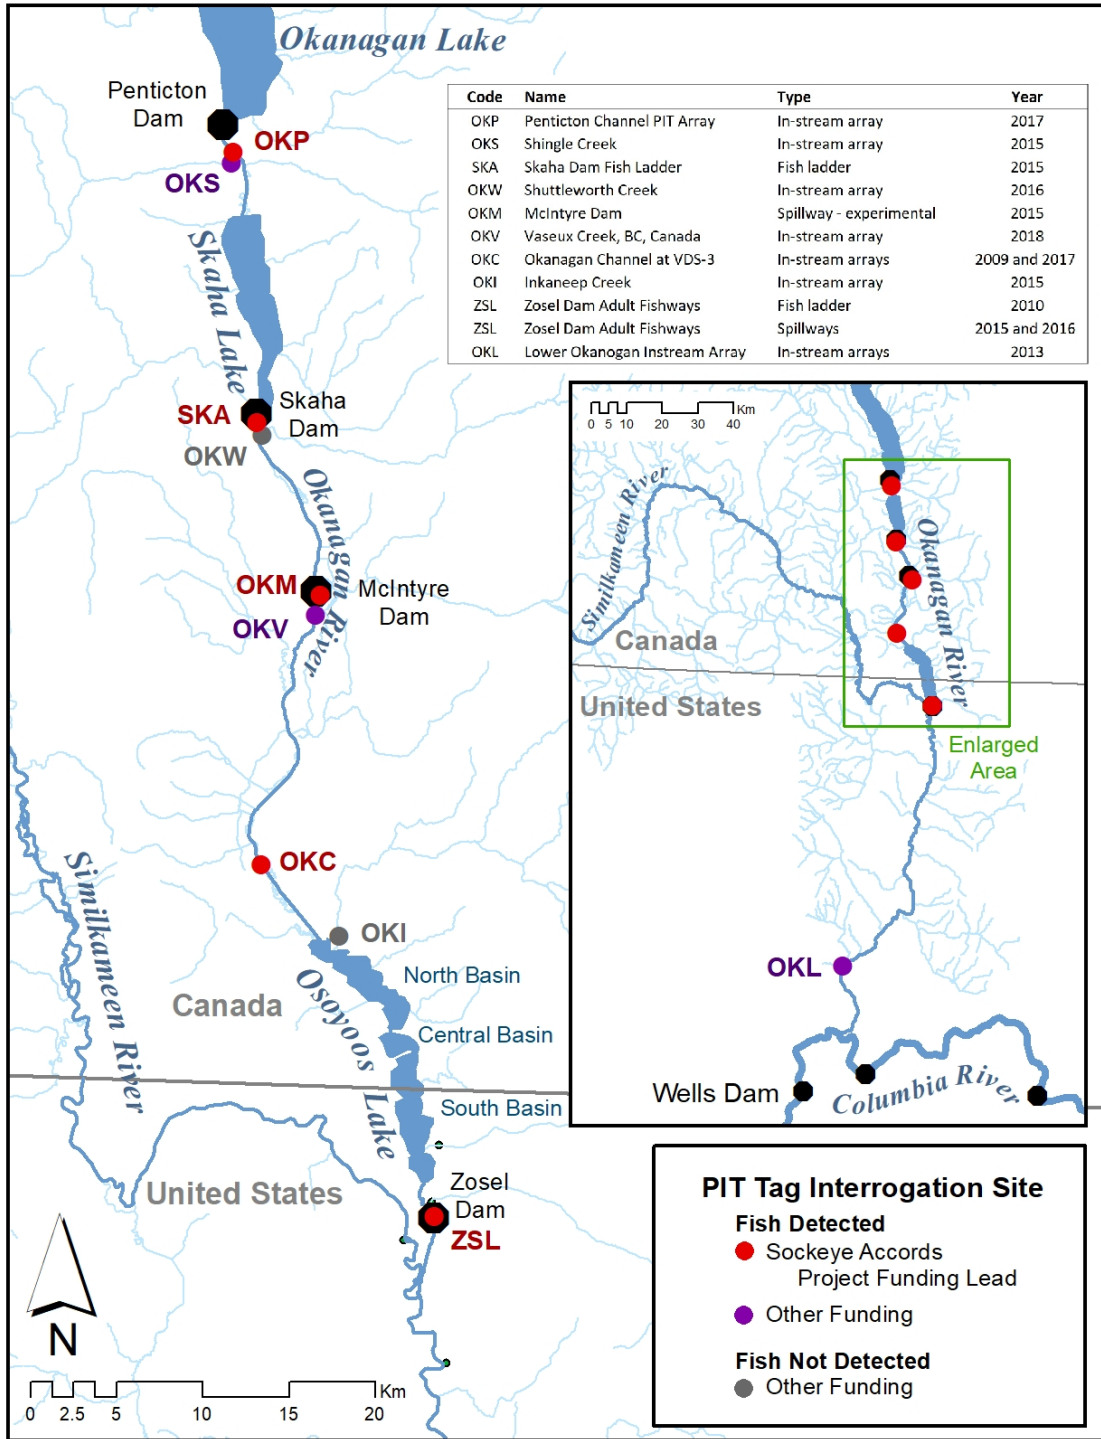 Okanagan Lake
Penticton
Dam
OKP
OKS
Code Name Type Year
OKP Penticton Channel PIT Array In-stream array 2017
OKS Shingle Creek In-stream array 2015
SKA Skaha Dam Fish Ladder Fish ladder 2015
OKW Shuttleworth Creek In-stream array 2016
OKM McIntyre Dam Spillway - experimental 2015
OKV Vaseux Creek, BC, Canada In-stream array 2018
OKC Okanagan Channel at VDS-3 In-stream arrays 2009 and 2017
OKI Inkaneep Creek In-stream array 2015
ZSL Zosel Dam Adult Fishways Fish ladder 2010
ZSL Zosel Dam Adult Fishways Spillways 2015 and 2016
OKL Lower Okanogan Instream Array In-stream arrays 2013
Skaha Lake
SKA
Skaha
Dam
OKW
Okanagan River
OKM
McIntyre
Dam
OKV
OKC
OKI
North Basin
Osoyoos Lake
Central Basin
Canada
Similkameen River
South Basin
United States
Zosel
Dam
ZSL
N
0 2.5 5 10 15 20 Km
0 5 10 20 30 40 Km
Similkameen River
Okanagan River
Canada
United States
Enlarged
Area
OKL
Wells Dam
Columbia River
PIT Tag Interrogation Site
Fish Detected
Sockeye Accords
Project Funding Lead
Other Funding
Fish Not Detected
Other Funding